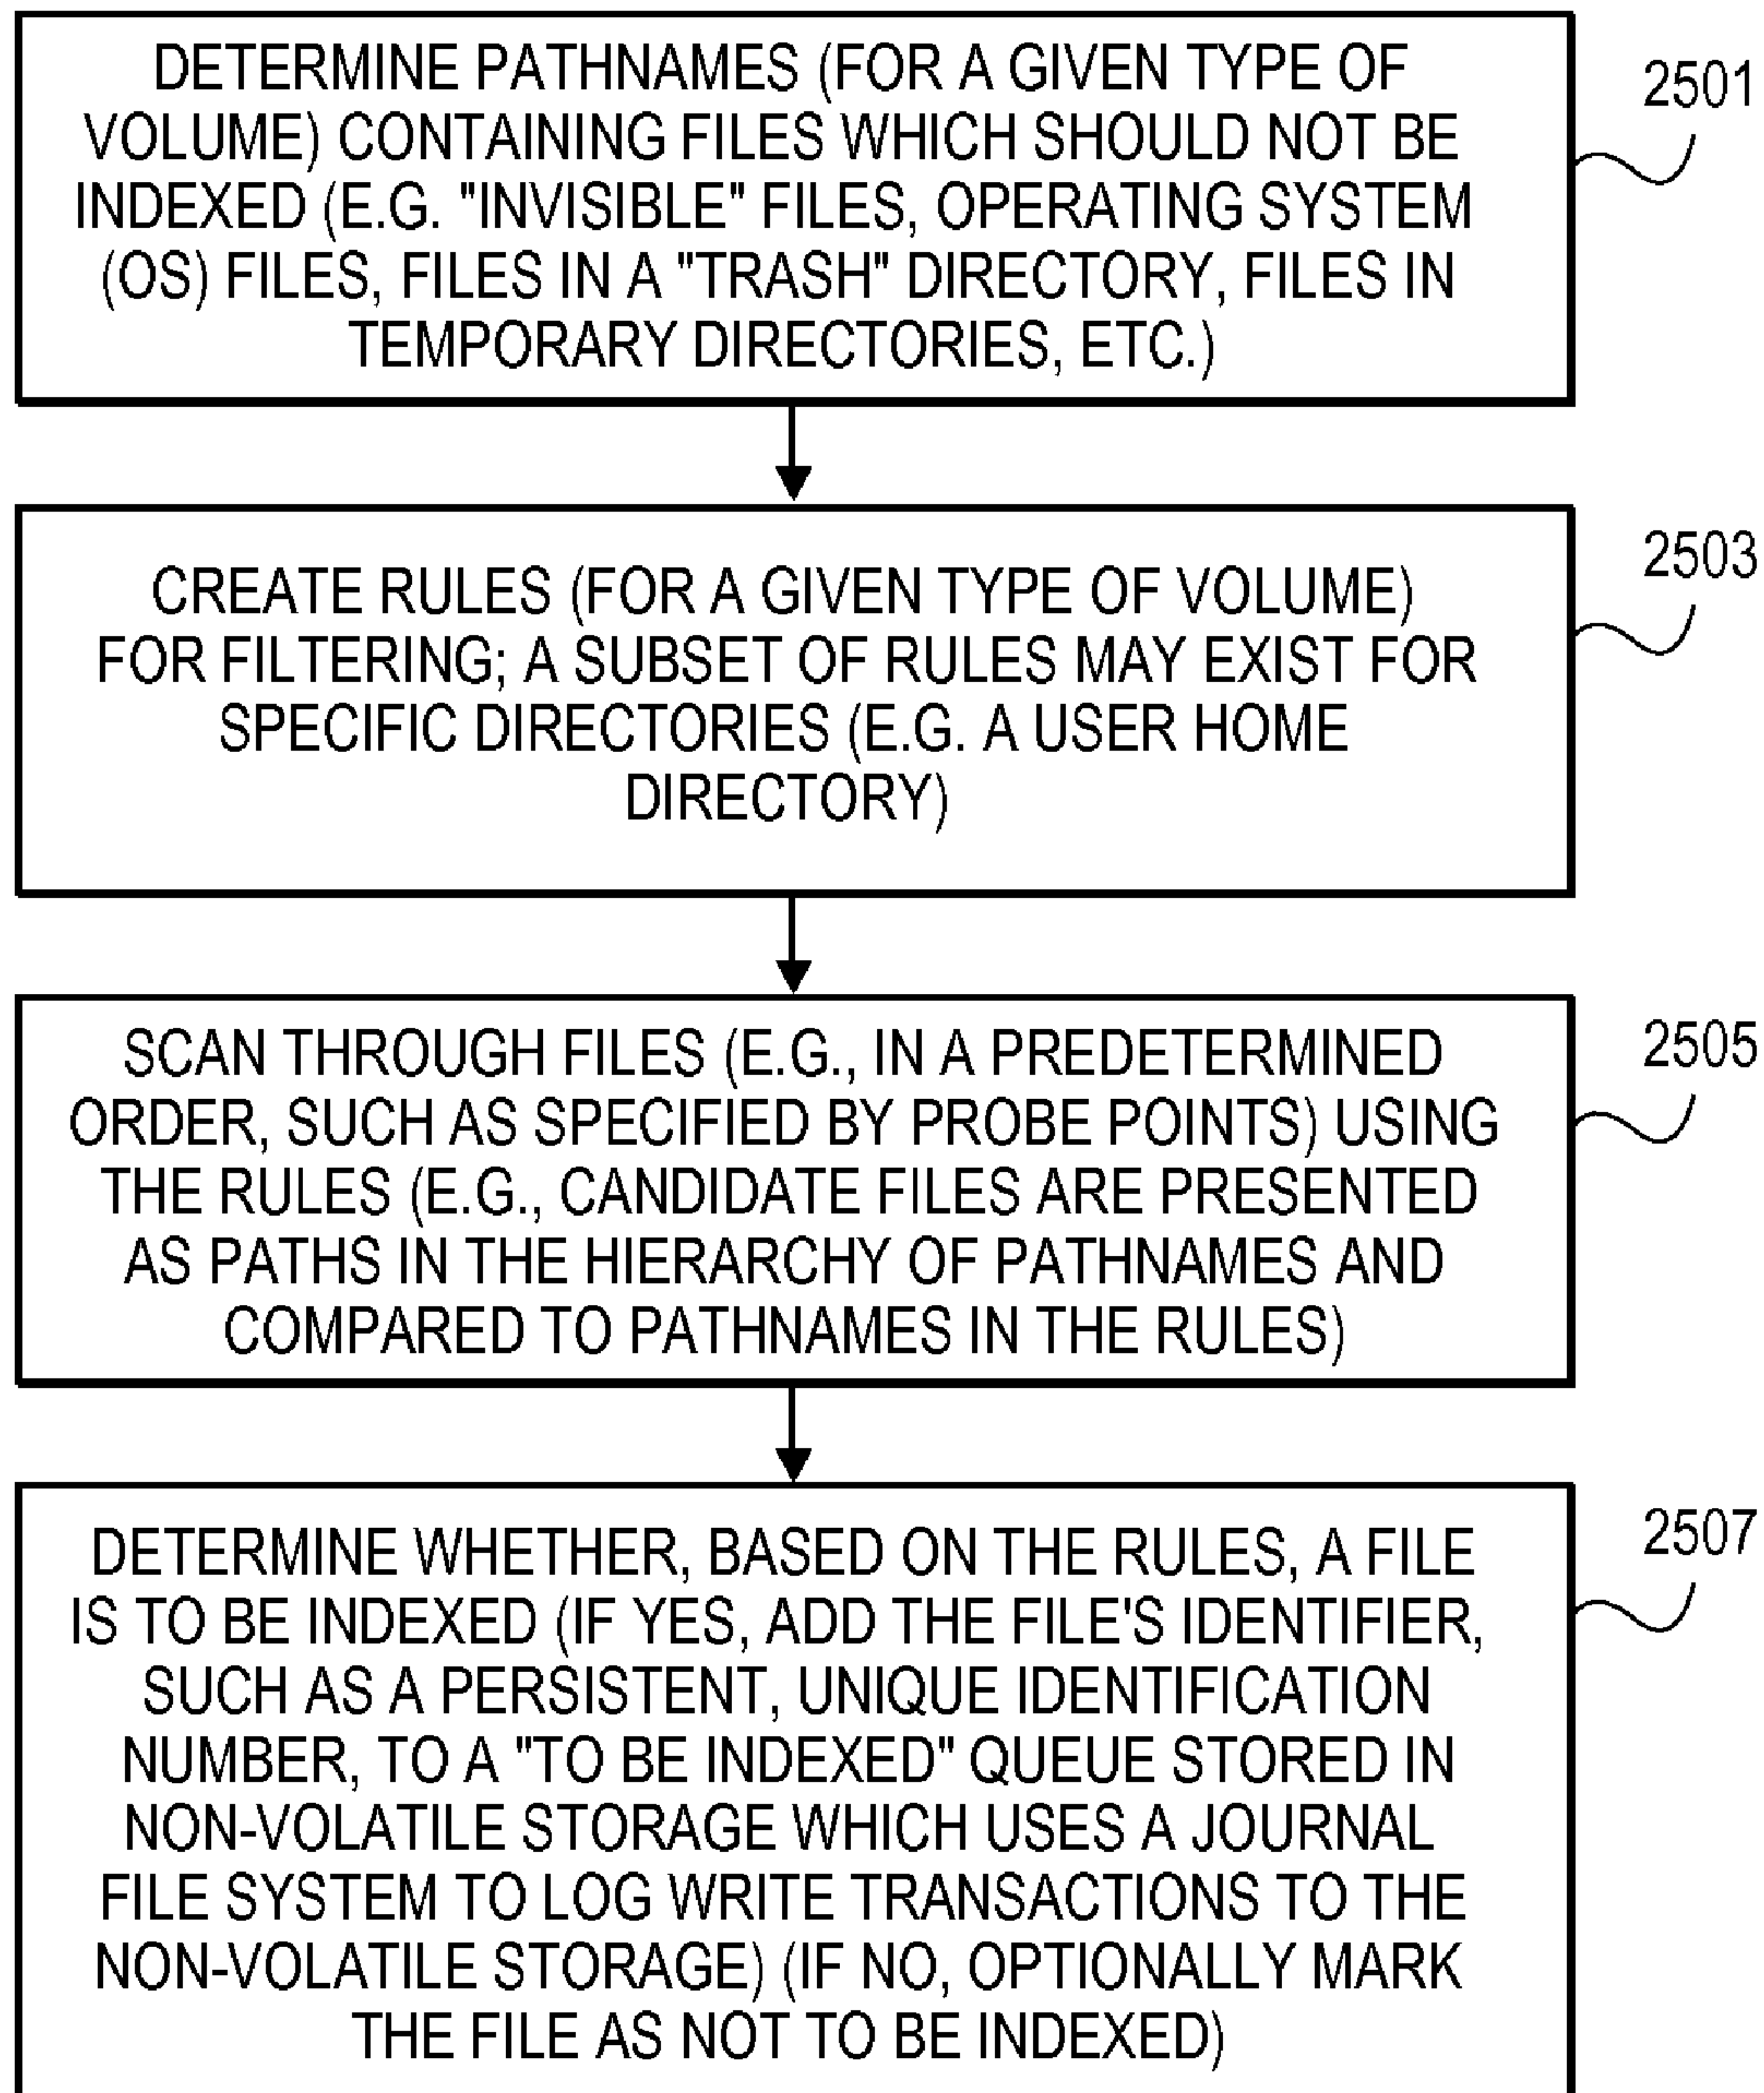 DETERMINE PATHNAMES (FOR A GIVEN TYPE OF
VOLUME) CONTAINING FILES WHICH SHOULD NOT BE
INDEXED (E.G. "INVISIBLE" FILES, OPERATING SYSTEM
(OS) FILES, FILES IN A "TRASH" DIRECTORY, FILES IN
TEMPORARY DIRECTORIES, ETC.)
2501
CREATE RULES (FOR A GIVEN TYPE OF VOLUME)
FOR FILTERING; A SUBSET OF RULES MAY EXIST FOR
SPECIFIC DIRECTORIES (E.G. A USER HOME
DIRECTORY)
2503
SCAN THROUGH FILES (E.G., IN A PREDETERMINED
ORDER, SUCH AS SPECIFIED BY PROBE POINTS) USING
THE RULES (E.G., CANDIDATE FILES ARE PRESENTED
AS PATHS IN THE HIERARCHY OF PATHNAMES AND
COMPARED TO PATHNAMES IN THE RULES)
2505
DETERMINE WHETHER, BASED ON THE RULES, A FILE
IS TO BE INDEXED (IF YES, ADD THE FILE'S IDENTIFIER,
SUCH AS A PERSISTENT, UNIQUE IDENTIFICATION
NUMBER, TO A "TO BE INDEXED" QUEUE STORED IN
NON-VOLATILE STORAGE WHICH USES A JOURNAL
FILE SYSTEM TO LOG WRITE TRANSACTIONS TO THE
NON-VOLATILE STORAGE) (IF NO, OPTIONALLY MARK
THE FILE AS NOT TO BE INDEXED)
2507